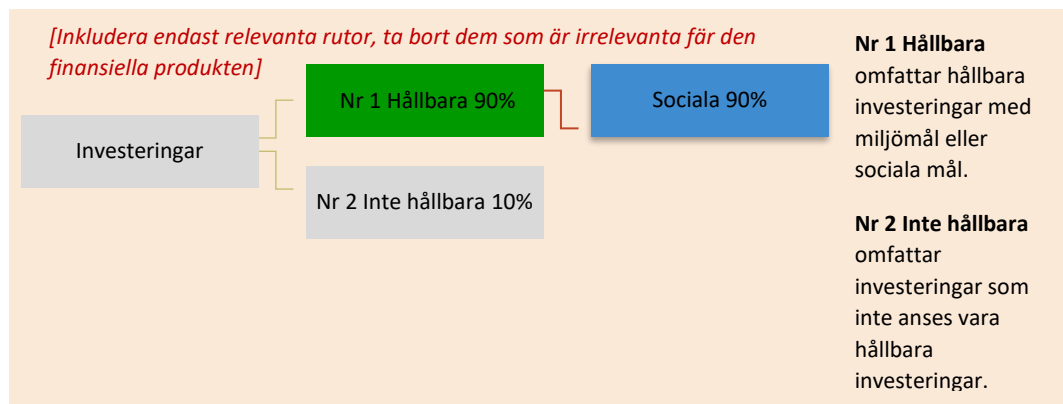 [Inkludera endast relevanta rutor, ta bort dem som är irrelevanta fär den
finansiella produkten]
Investeringar
Nr 1 Hållbara 90%
Sociala 90%
Nr 2 Inte hållbara 10%
Nr 1 Hållbara
omfattar hållbara
investeringar med
miljömål eller
sociala mål.
Nr 2 Inte hållbara
omfattar
investeringar som
inte anses vara
hållbara
investeringar.